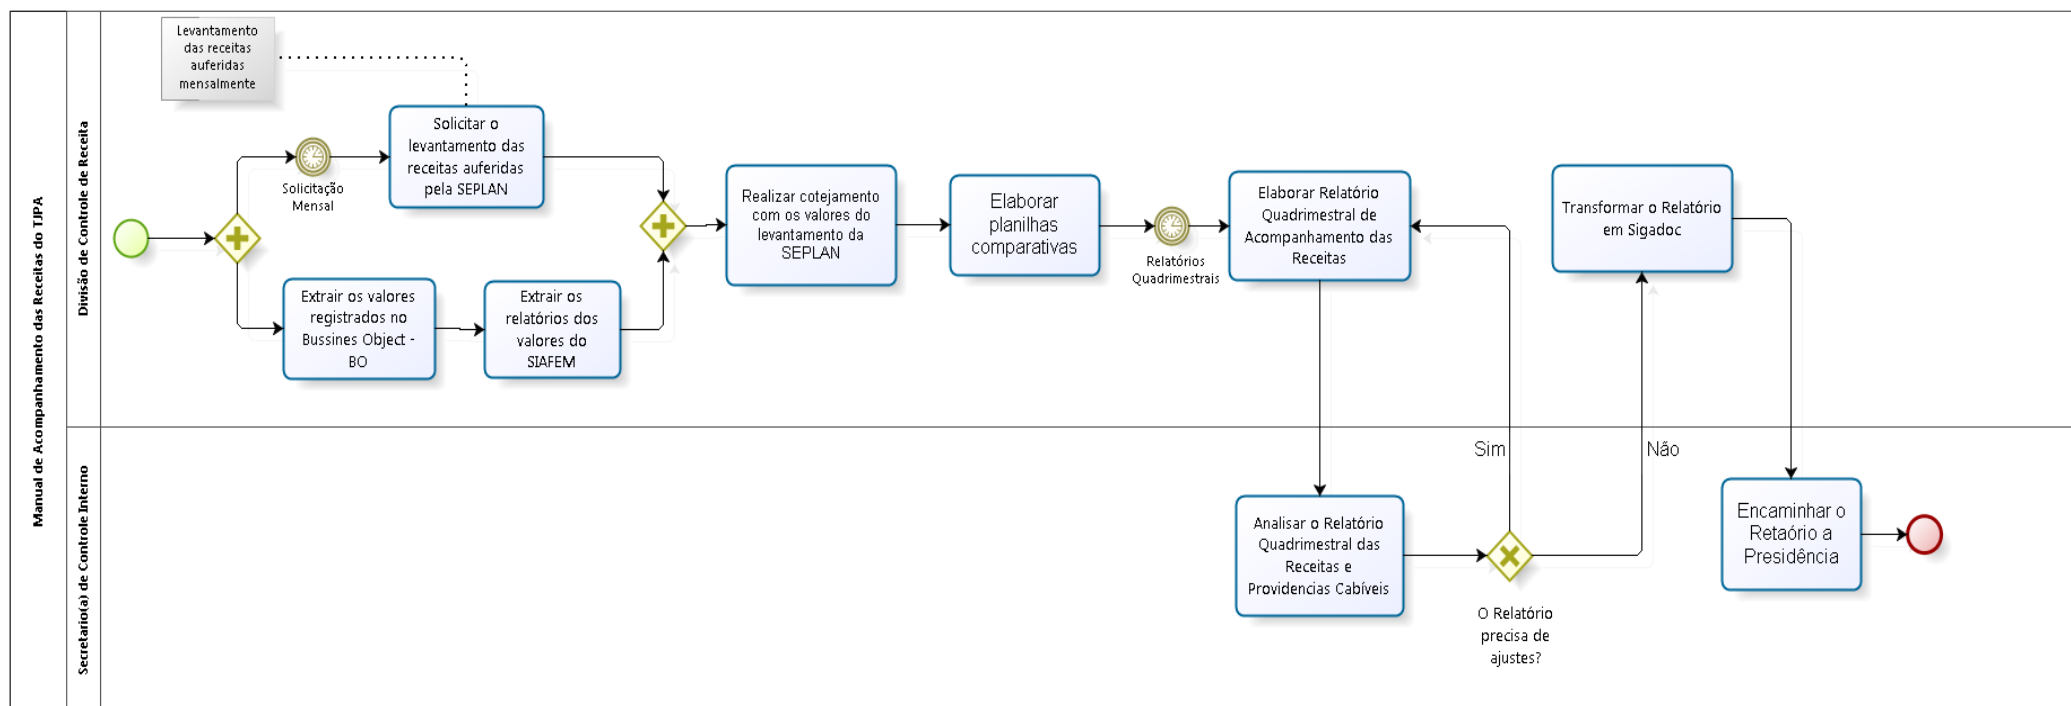 Manual de Acompanhamento das Receitas do TJPA
Divisão de Controle de Receita
Levantamento
das receitas
auferidas
mensalmente
Solicitação
Mensal
Solicitar o
levantamento das
receitas auferidas
pela SEPLAN
Extrair os valores
registrados no
Bussines Object -
BO
Extrair os
relatórios dos
valores do
SIAFEM
Realizar cotejamento
com os valores do
levantamento da
SEPLAN
Elaborar
planilhas
comparativas
Relatórios
Quadrimestrais
Elaborar Relatório
Quadrimestral de
Acompanhamento das
Receitas
Transformar o Relatório
em Sigadoc
Secretario(a) de Controle Interno
Analisar o Relatório
Quadrimestral das
Receitas e
Providencias Cabíveis
Sim
Não
O Relatório
precisa de
ajustes?
Encaminhar o
Retaório a
Presidência